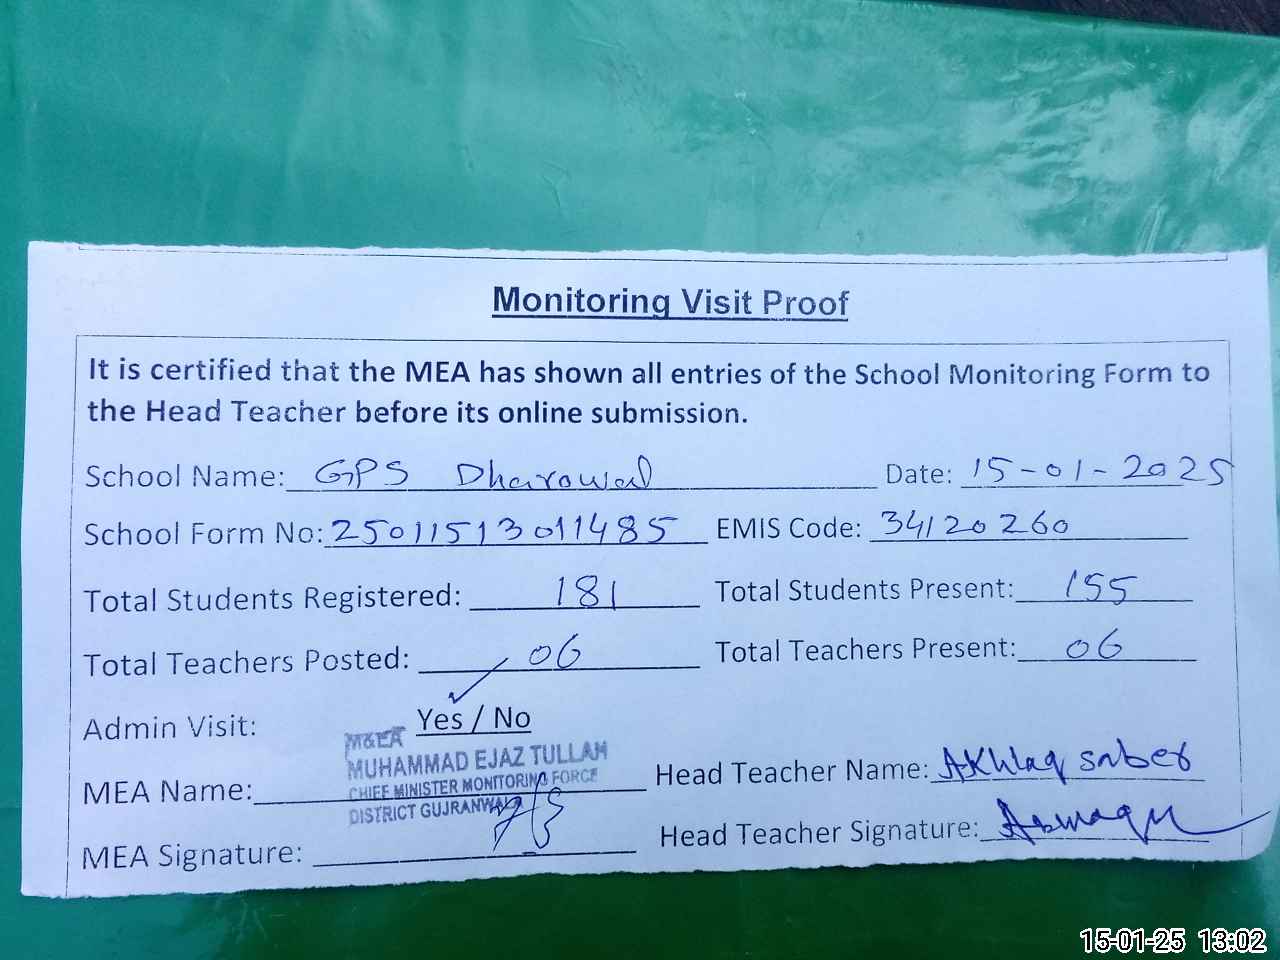 Monitoring Visit Proof
It is certified that the MEA has shown all entries of the School Monitoring Form to
the Head Teacher before its online submission.
School Name: GPS Dharowal Date: 15-01-2025
School Form No: 25011513011485 EMIS Code: 34120260
Total Students Registered: 181 Total Students Present: 155
Total Teachers Posted: 06 Total Teachers Present: 06
Admin Visit: Yes / No
M&EA
MUHAMMAD EJAZ TULLAH
CHIEF MINISTER MONITORING FORCE
DISTRICT GUJRANWALA
MEA Name: Head Teacher Name: Akhlaq Saber
MEA Signature: Head Teacher Signature:
15-01-25 13:02